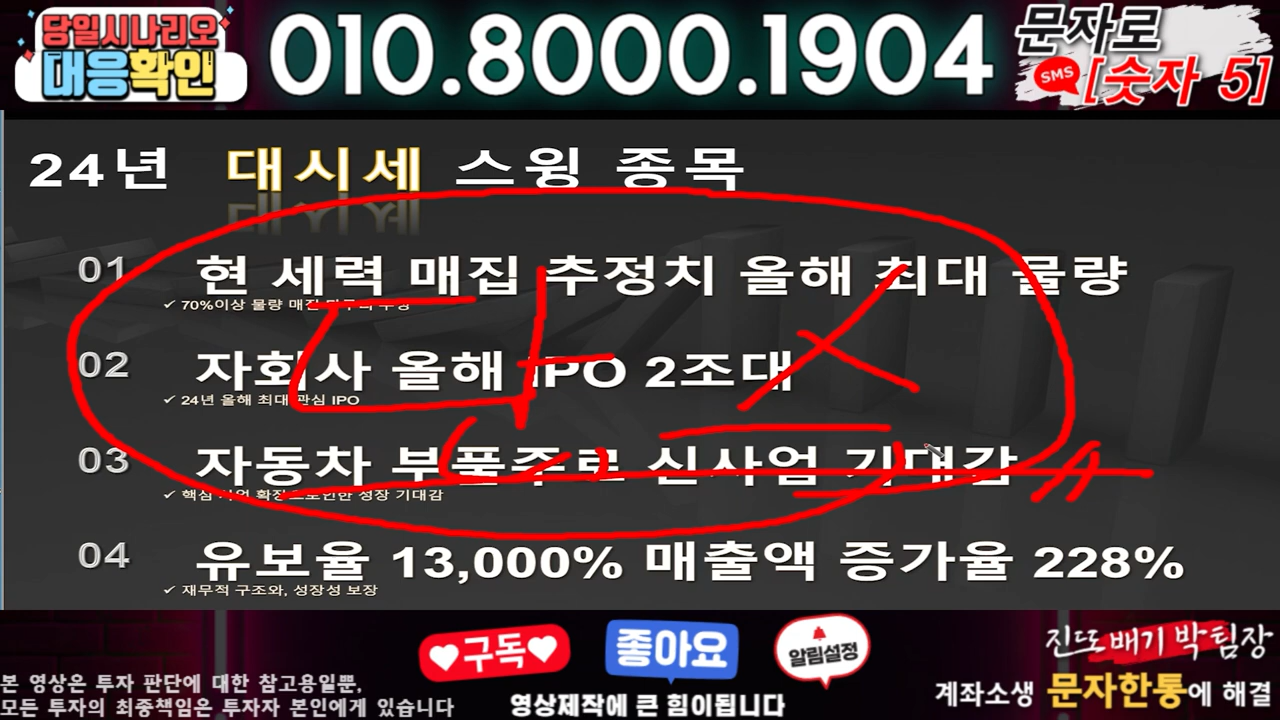 당일시나리오
대응확인
010.8000.1904
문자로
SMS [숫자 5]
24년 대시세 스윙 종목
01 현 세력 매집 추정치 올해 최대 물량
✓ 70%이상 물량 매집
02 자회사 올해 IPO 2조대
✓ 24년 올해 최대 관심 IPO
03 자동차 부품주로 신사업 기대감
✓ 핵심 사업 확장으로인한 성장 기대감
04 유보율 13,000% 매출액 증가율 228%
✓ 재무적 구조와, 성장성 보장
단스
구독
좋아요
알림설정
영상제작에 큰 힘이됩니다
본 영상은 투자 판단에 대한 참고용일뿐,
모든 투자의 최종책임은 투자자 본인에게 있습니다
진또배기 박팀장
계좌소생 문자한통에 해결